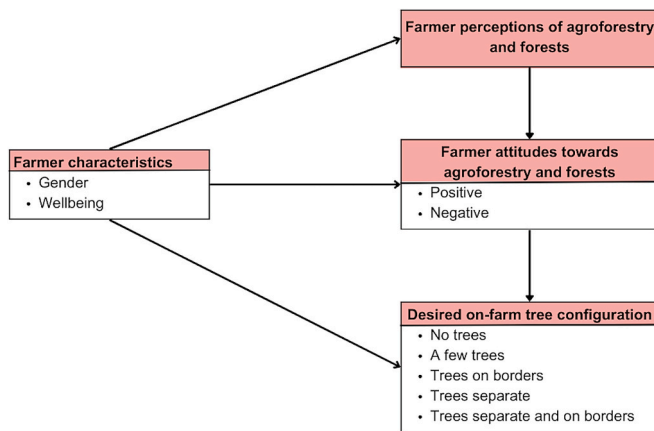 Farmer perceptions of agroforestry
and forests
Farmer characteristics
• Gender
• Wellbeing
Farmer attitudes towards
agroforestry and forests
• Positive
• Negative
Desired on-farm tree configuration
• No trees
• A few trees
• Trees on borders
• Trees separate
• Trees separate and on borders